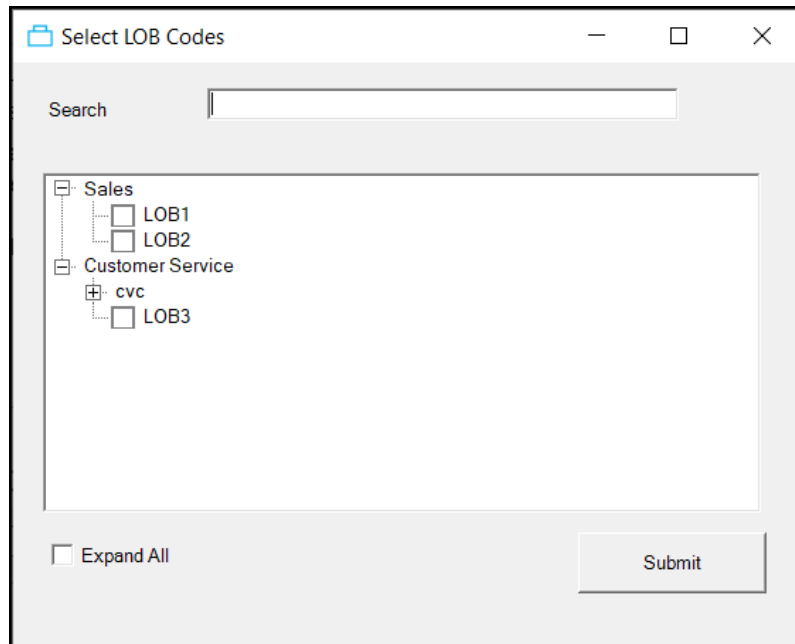 Select LOB Codes
Search
Sales
LOB1
LOB2
Customer Service
cvc
LOB3
Expand All
Submit